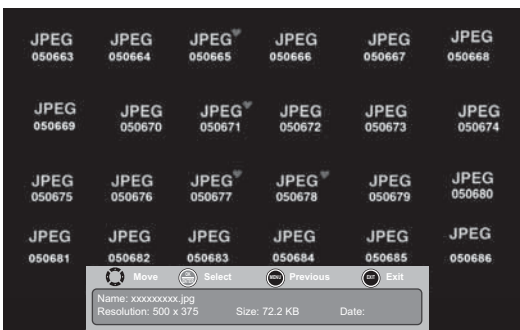 JPEG JPEG JPEG JPEG JPEG JPEG
050663 050664 050665 050666 050667 050668
JPEG JPEG JPEG JPEG JPEG JPEG
050669 050670 050671 050672 050673 050674
JPEG JPEG JPEG JPEG JPEG JPEG
050675 050676 050677 050678 050679 050680
JPEG JPEG JPEG JPEG JPEG JPEG
050681 050682 050683 050684 050685 050686
Move Select MENU Previous EXIT Exit
Name: xxxxxxxxx.jpg
Resolution: 500 x 375 Size: 72.2 KB Date: